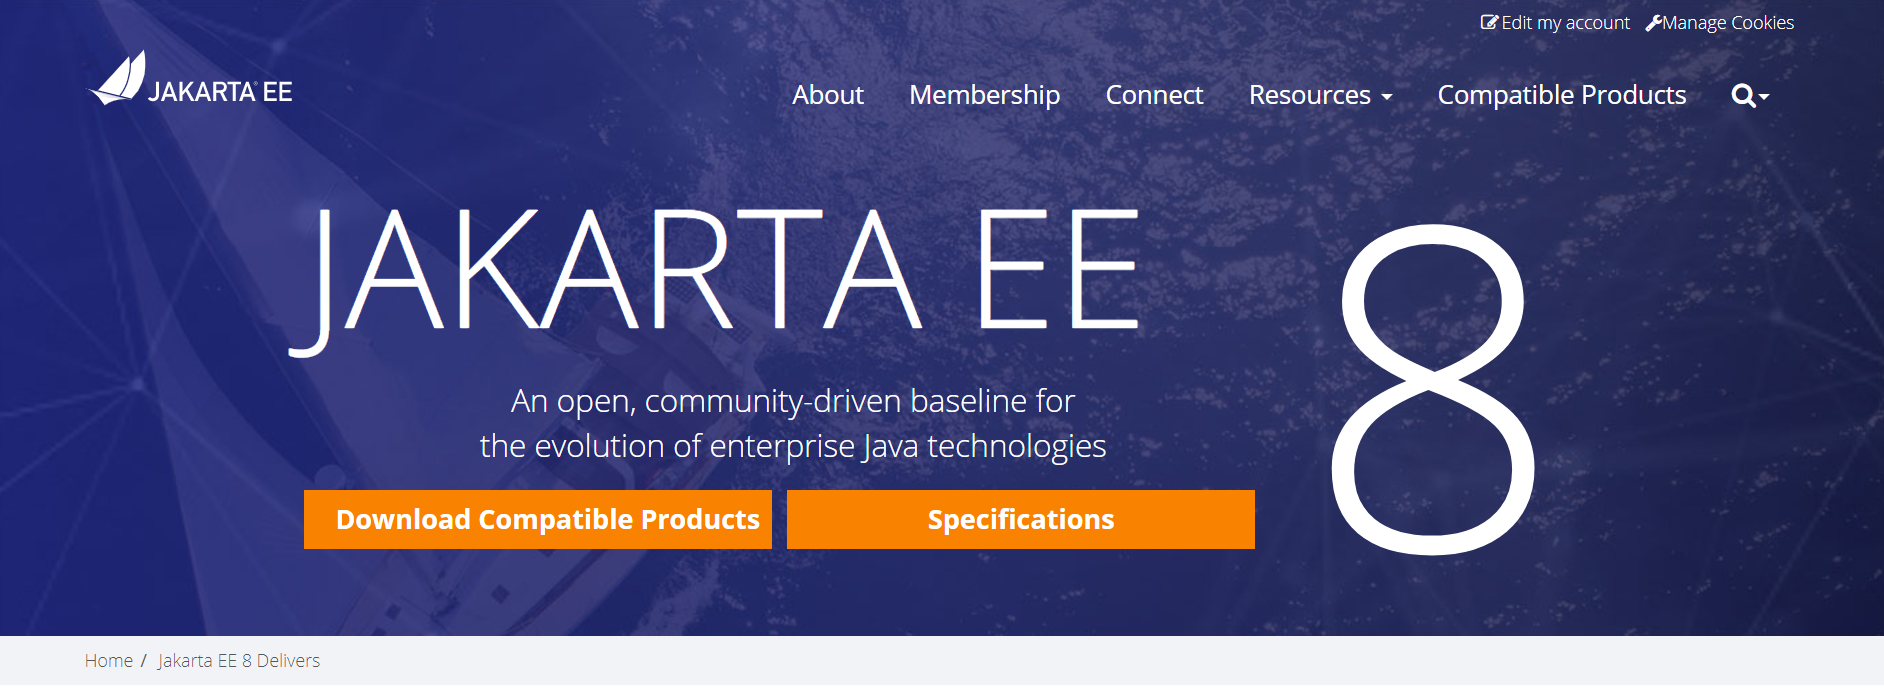 Edit my account Manage Cookies
JAKARTA® EE
About Membership Connect Resources Compatible Products
JAKARTA EE 8
An open, community-driven baseline for
the evolution of enterprise Java technologies
Download Compatible Products Specifications
Home / Jakarta EE 8 Delivers